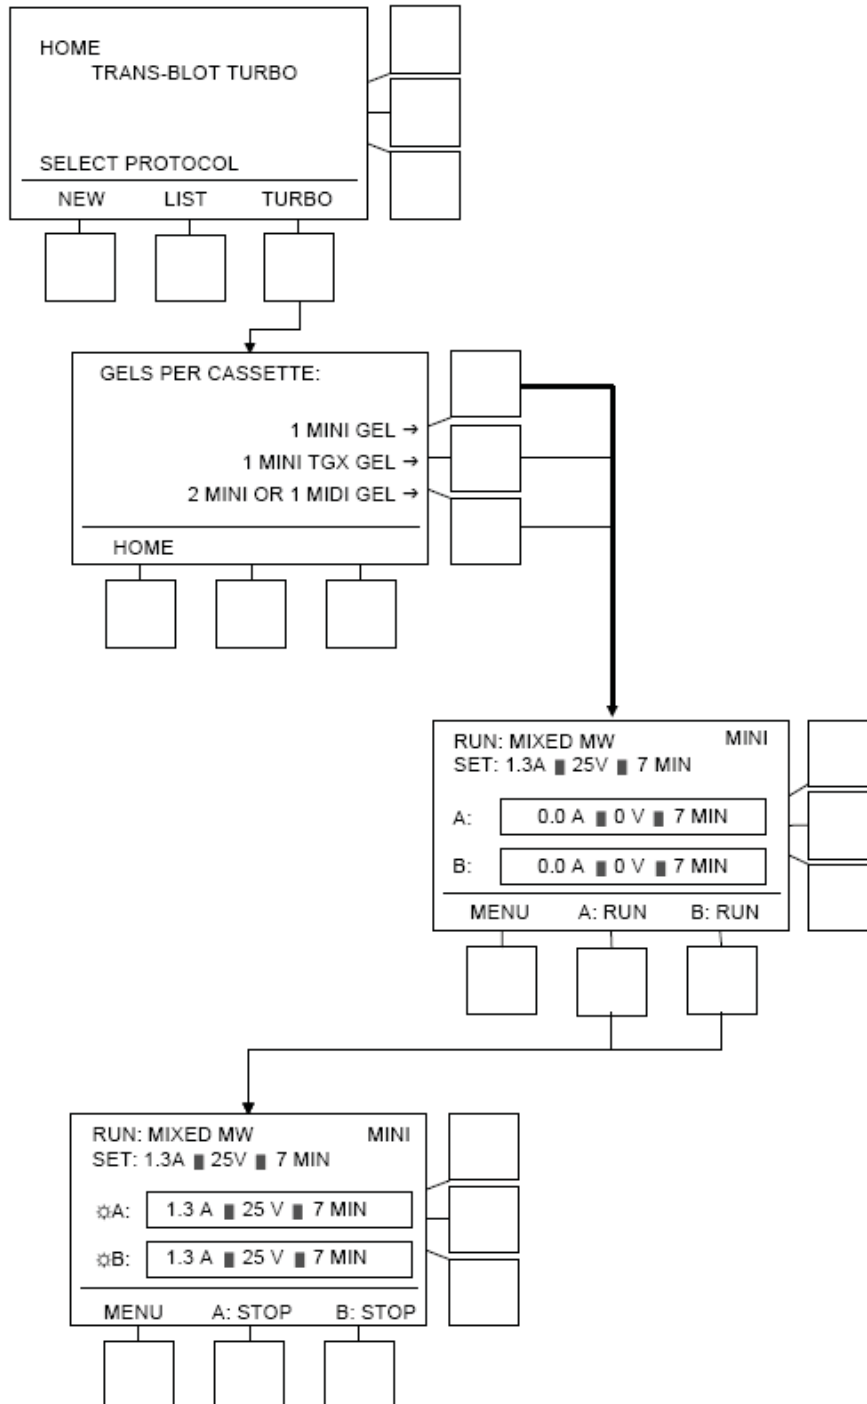 HOME
TRANS-BLOT TURBO
SELECT PROTOCOL
NEW LIST TURBO
GELS PER CASSETTE:
1 MINI GEL →
1 MINI TGX GEL →
2 MINI OR 1 MIDI GEL →
HOME
RUN: MIXED MW MINI
SET: 1.3A ■ 25V ■ 7 MIN
A: 0.0 A ■ 0 V ■ 7 MIN
B: 0.0 A ■ 0 V ■ 7 MIN
MENU A: RUN B: RUN
RUN: MIXED MW MINI
SET: 1.3A ■ 25V ■ 7 MIN
☼A: 1.3 A ■ 25 V ■ 7 MIN
☼B: 1.3 A ■ 25 V ■ 7 MIN
MENU A: STOP B: STOP